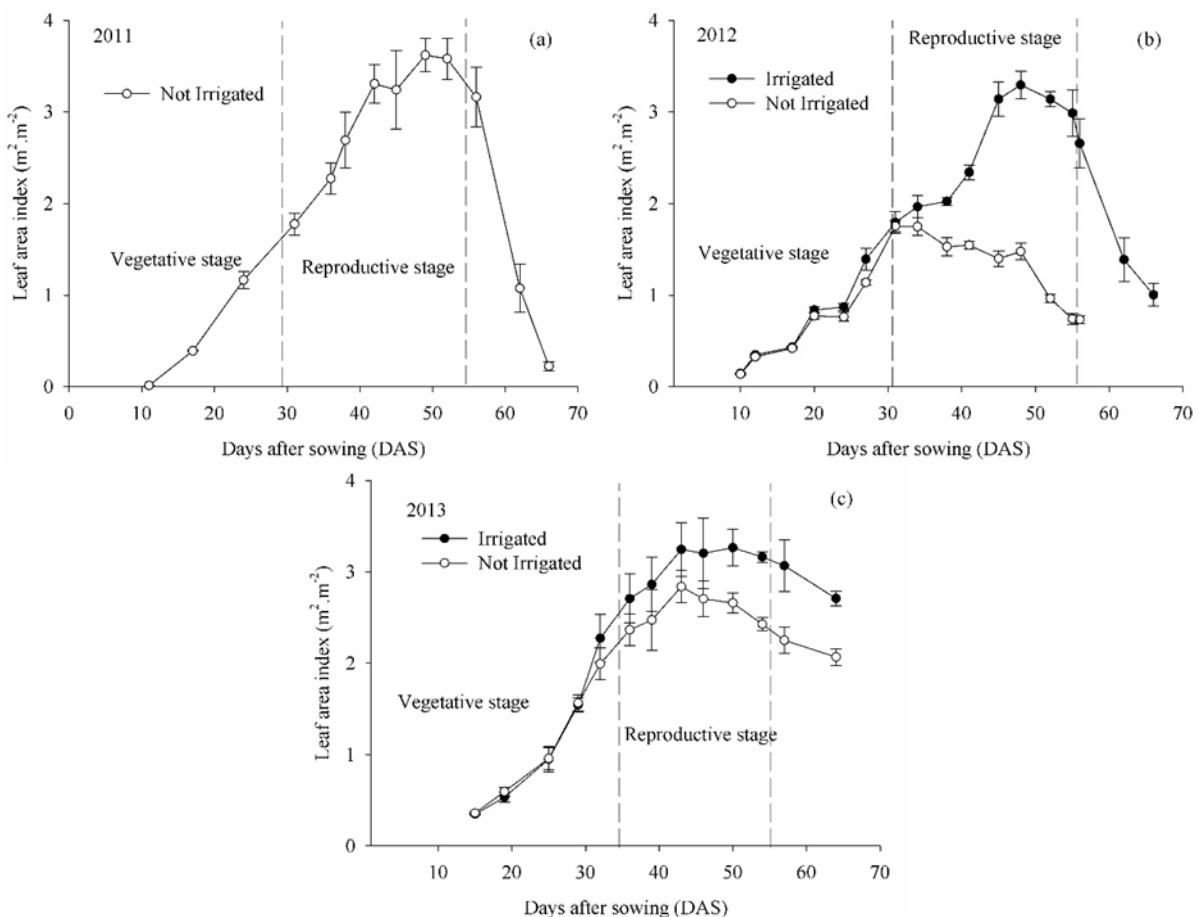 2011
(a)
Not Irrigated
Vegetative stage
Reproductive stage
Leaf area index (m².m⁻²)
4
3
2
1
0
0 10 20 30 40 50 60 70
Days after sowing (DAS)
2012
Reproductive stage
(b)
Irrigated
Not Irrigated
Vegetative stage
Leaf area index (m².m⁻²)
4
3
2
1
0
10 20 30 40 50 60 70
Days after sowing (DAS)
2013
(c)
Irrigated
Not Irrigated
Vegetative stage
Reproductive stage
Leaf area index (m².m⁻²)
4
3
2
1
0
10 20 30 40 50 60 70
Days after sowing (DAS)